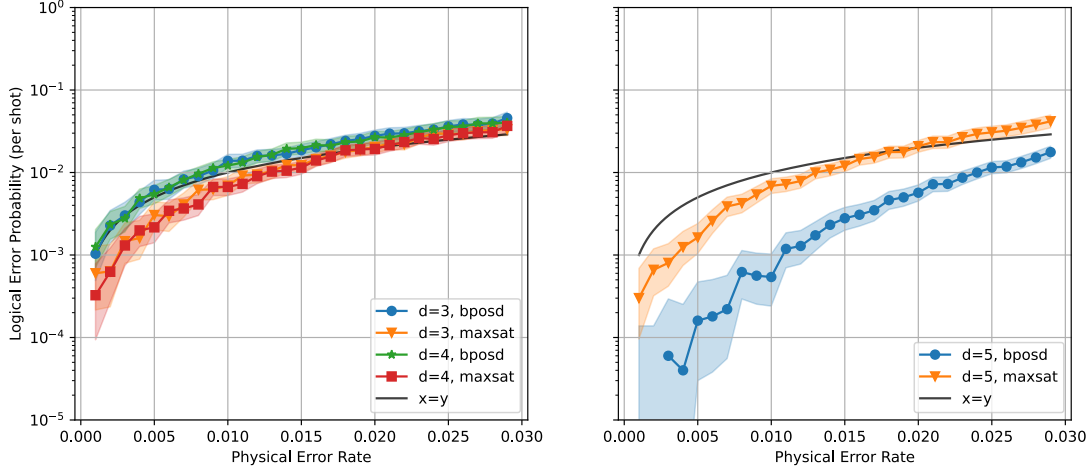 Logical Error Probability (per shot)
10^0
10^-1
10^-2
10^-3
10^-4
10^-5
0.000 0.005 0.010 0.015 0.020 0.025 0.030
Physical Error Rate
d=3, bposd
d=3, maxsat
d=4, bposd
d=4, maxsat
x=y
0.000 0.005 0.010 0.015 0.020 0.025 0.030
Physical Error Rate
d=5, bposd
d=5, maxsat
x=y